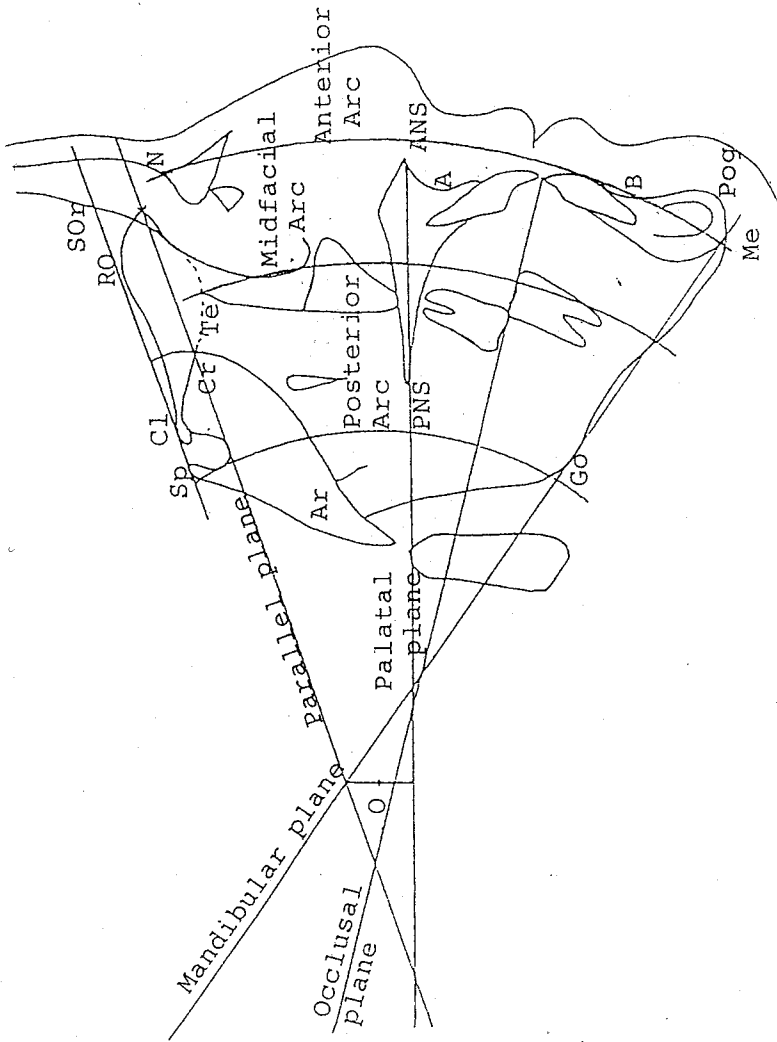 SOr
RO
N
Cl
Sp
Cr
Te
Midfacial
Arc
Anterior
Arc
Posterior
Arc
ANS
PNS
A
Ar
B
Pog
Me
Go
Parallel plane
Palatal
plane
O
Mandibular plane
Occlusal
plane